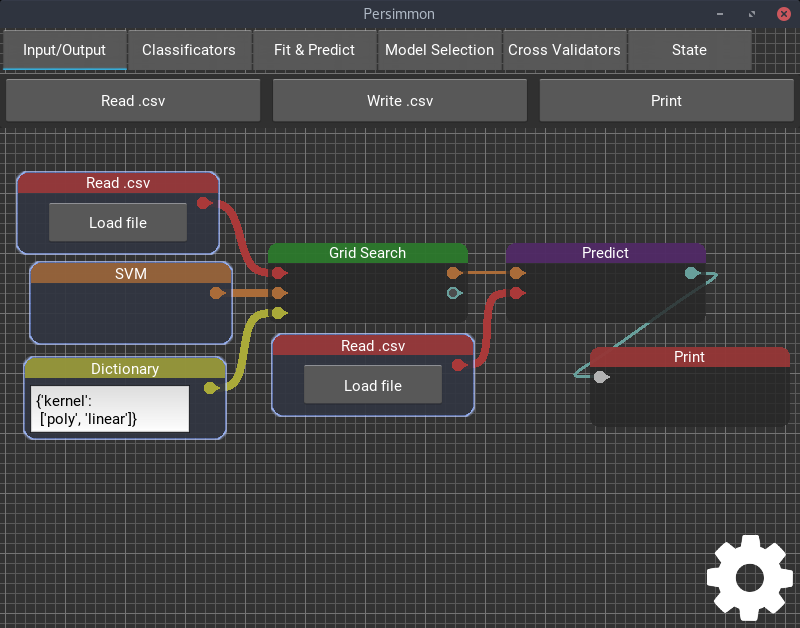 Persimmon
Input/Output
Classificators
Fit & Predict
Model Selection
Cross Validators
State
Read .csv
Write .csv
Print
Read .csv
Load file
SVM
Dictionary
{'kernel':
['poly', 'linear']}
Grid Search
Read .csv
Load file
Predict
Print